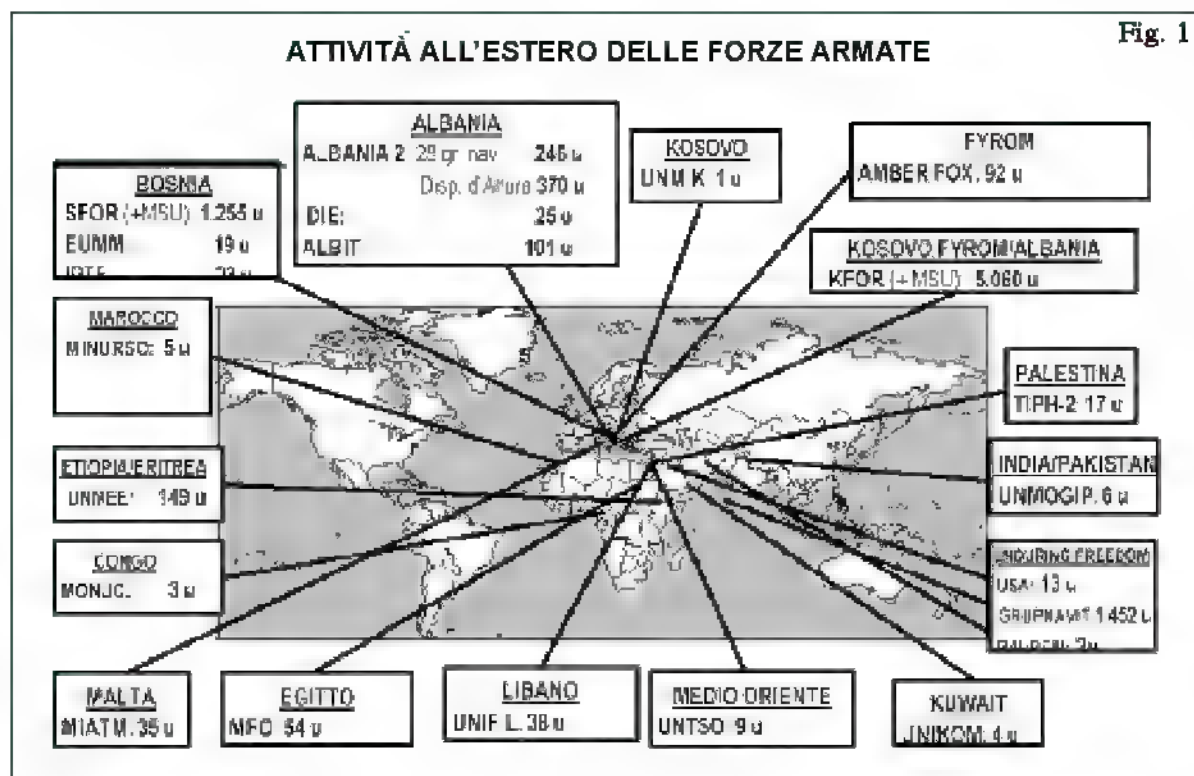 Fig. 1
ATTIVITÀ ALL'ESTERO DELLE FORZE ARMATE
ALBANIA
ALBANIA 2 28 gr nav 246 u
Disp. d'Altura 370 u
DIE: 25 u
ALBIT 101 u
KOSOVO
UNMIK 1 u
FYROM
AMBER FOX. 92 u
BOSNIA
SFOR (+MSU) 1.255 u
EUMM 19 u
KOSOVO FYROM/ALBANIA
KFOR (+MSU) 5.060 u
MAROCCO
MINURSO: 5 u
PALESTINA
TIPH-2 17 u
ETIOPIA/ERITREA
UNMEE: 149 u
INDIA/PAKISTAN
UNMOGIP. 6 u
CONGO
MONUC. 3 u
ENDURING FREEDOM
USA: 13 u
1.452 u
MALTA
MIATM. 35 u
EGITTO
MFO 54 u
LIBANO
UNIFIL. 38 u
MEDIO ORIENTE
UNTSO 9 u
KUWAIT
UNIKOM: 4 u